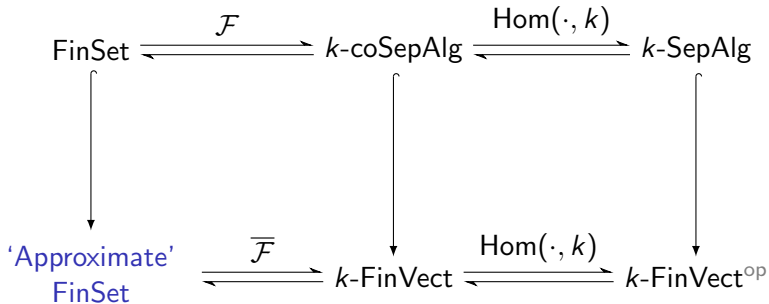 FinSet 𝓕 k-coSepAlg Hom(·, k) k-SepAlg
‘Approximate’
FinSet
$\overline{\mathcal{F}}$ k-FinVect Hom(·, k) k-FinVect^op